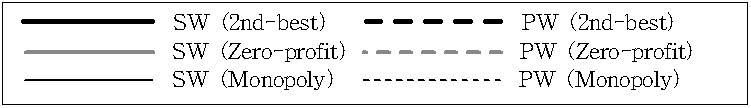 SW (2nd-best) PW (2nd-best)
SW (Zero-profit) PW (Zero-profit)
SW (Monopoly) PW (Monopoly)